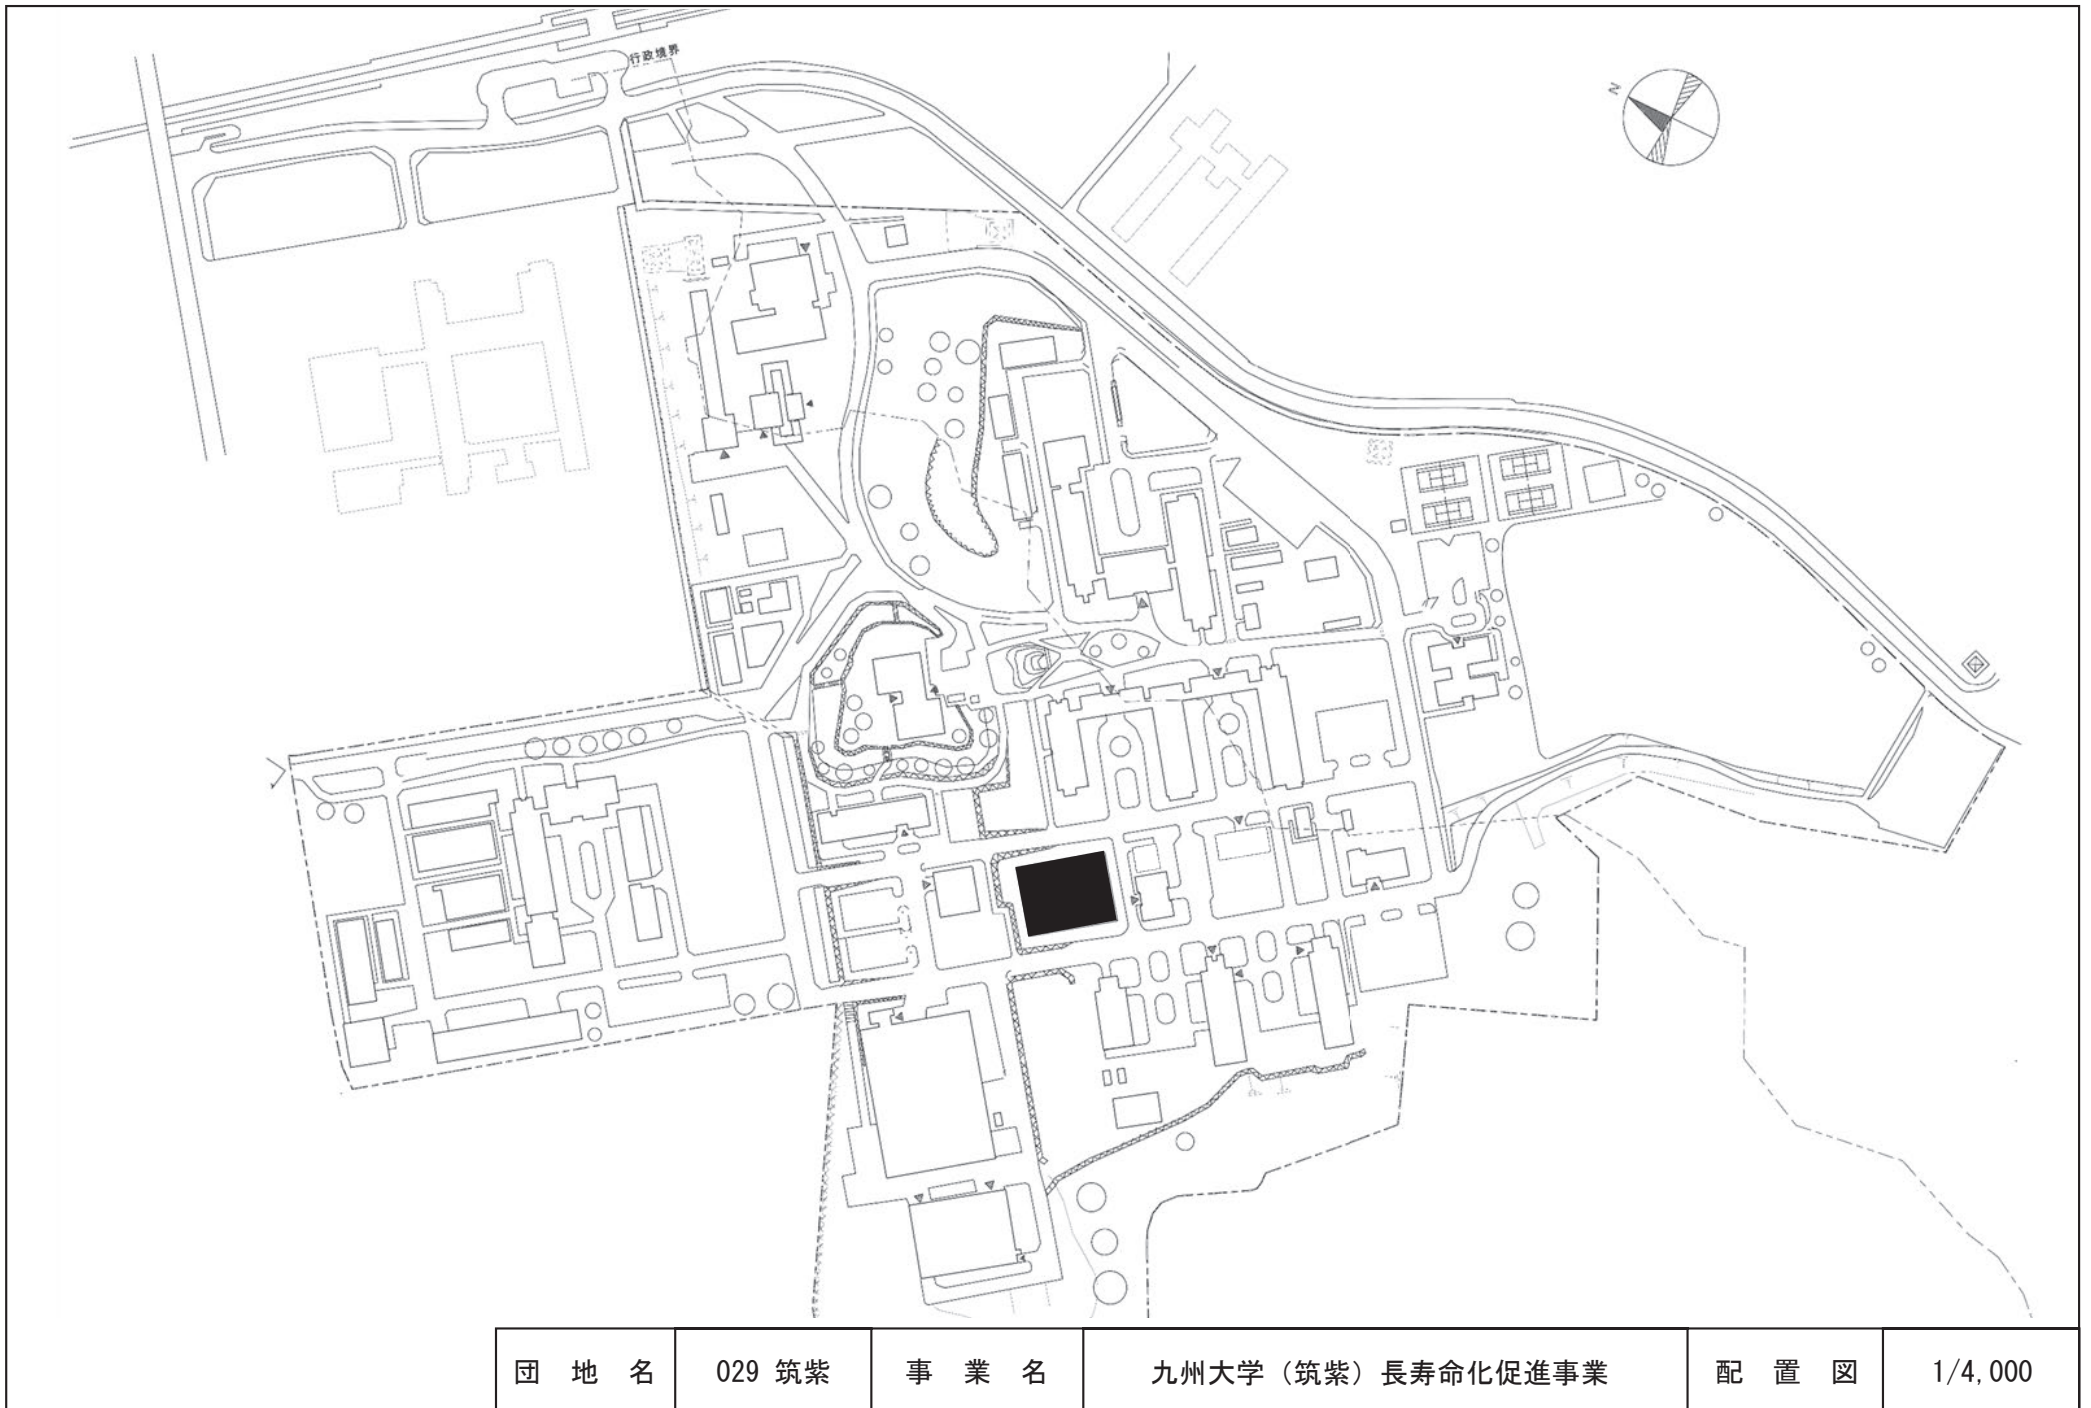 行政境界
N
団 地 名 029 筑紫 事 業 名 九州大学（筑紫）長寿命化促進事業 配 置 図 1/4,000